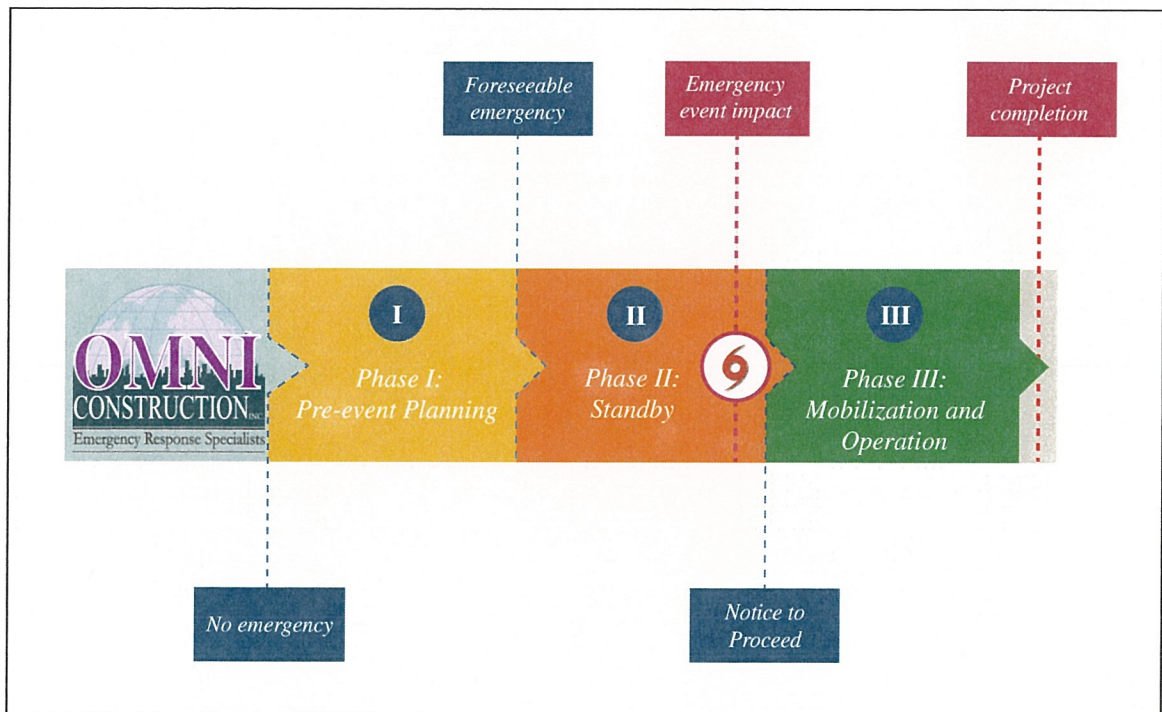 Foreseeable
emergency
Emergency
event impact
Project
completion
OMNI
CONSTRUCTION INC.
Emergency Response Specialists
I
Phase I:
Pre-event Planning
II
Phase II:
Standby
III
Phase III:
Mobilization and
Operation
No emergency
Notice to
Proceed